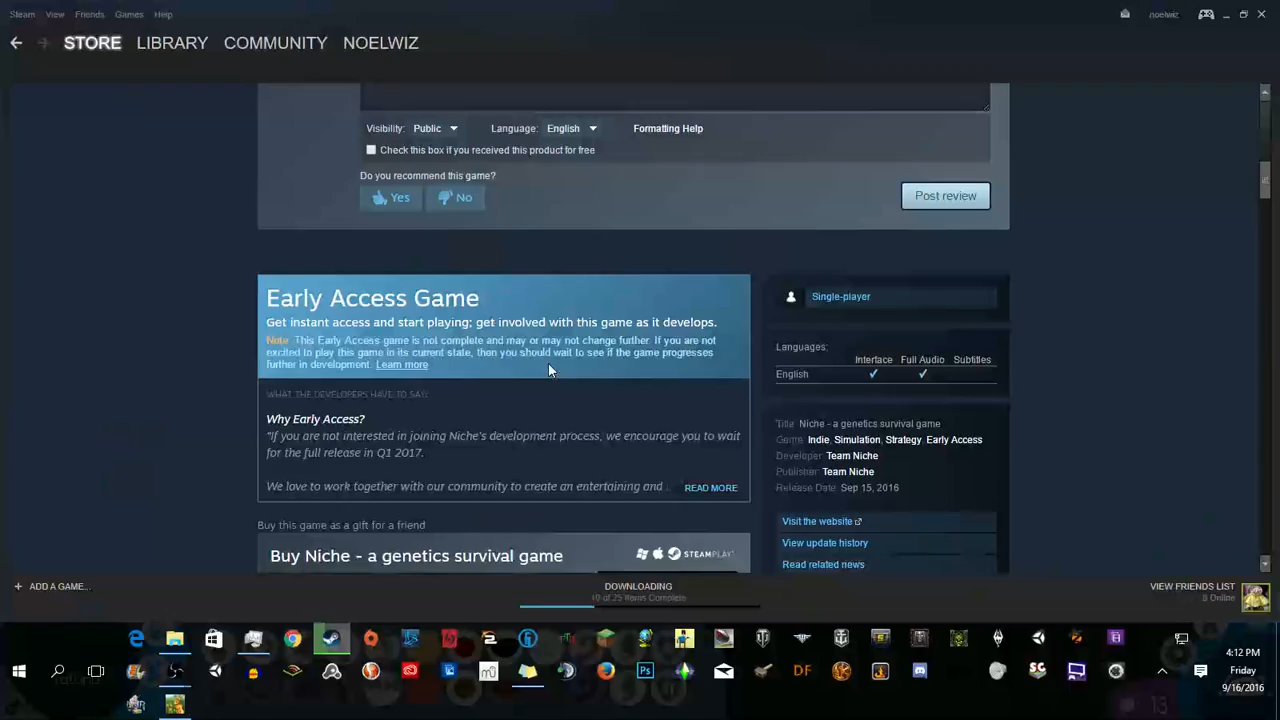 Steam View Friends Games Help
noelwiz
STORE LIBRARY COMMUNITY NOELWIZ
Visibility: Public Language: English Formatting Help
Check this box if you received this product for free
Do you recommend this game?
Yes No
Post review
Early Access Game
Get instant access and start playing; get involved with this game as it develops.
Note: This Early Access game is not complete and may or may not change further. If you are not
excited to play this game in its current state, then you should wait to see if the game progresses
further in development. Learn more
WHAT THE DEVELOPERS HAVE TO SAY:
Why Early Access?
"If you are not interested in joining Niche's development process, we encourage you to wait
for the full release in Q1 2017.
We love to work together with our community to create an entertaining and
READ MORE
Buy this game as a gift for a friend
Buy Niche - a genetics survival game
STEAMPLAY
Single-player
Languages:
Interface Full Audio Subtitles
English ✓ ✓
Title: Niche - a genetics survival game
Genre: Indie, Simulation, Strategy, Early Access
Developer: Team Niche
Publisher: Team Niche
Release Date: Sep 15, 2016
Visit the website
View update history
Read related news
+ ADD A GAME...
DOWNLOADING
10 of 25 Items Complete
VIEW FRIENDS LIST
8 Online
4:12 PM
Friday
9/16/2016
DF
SC
13